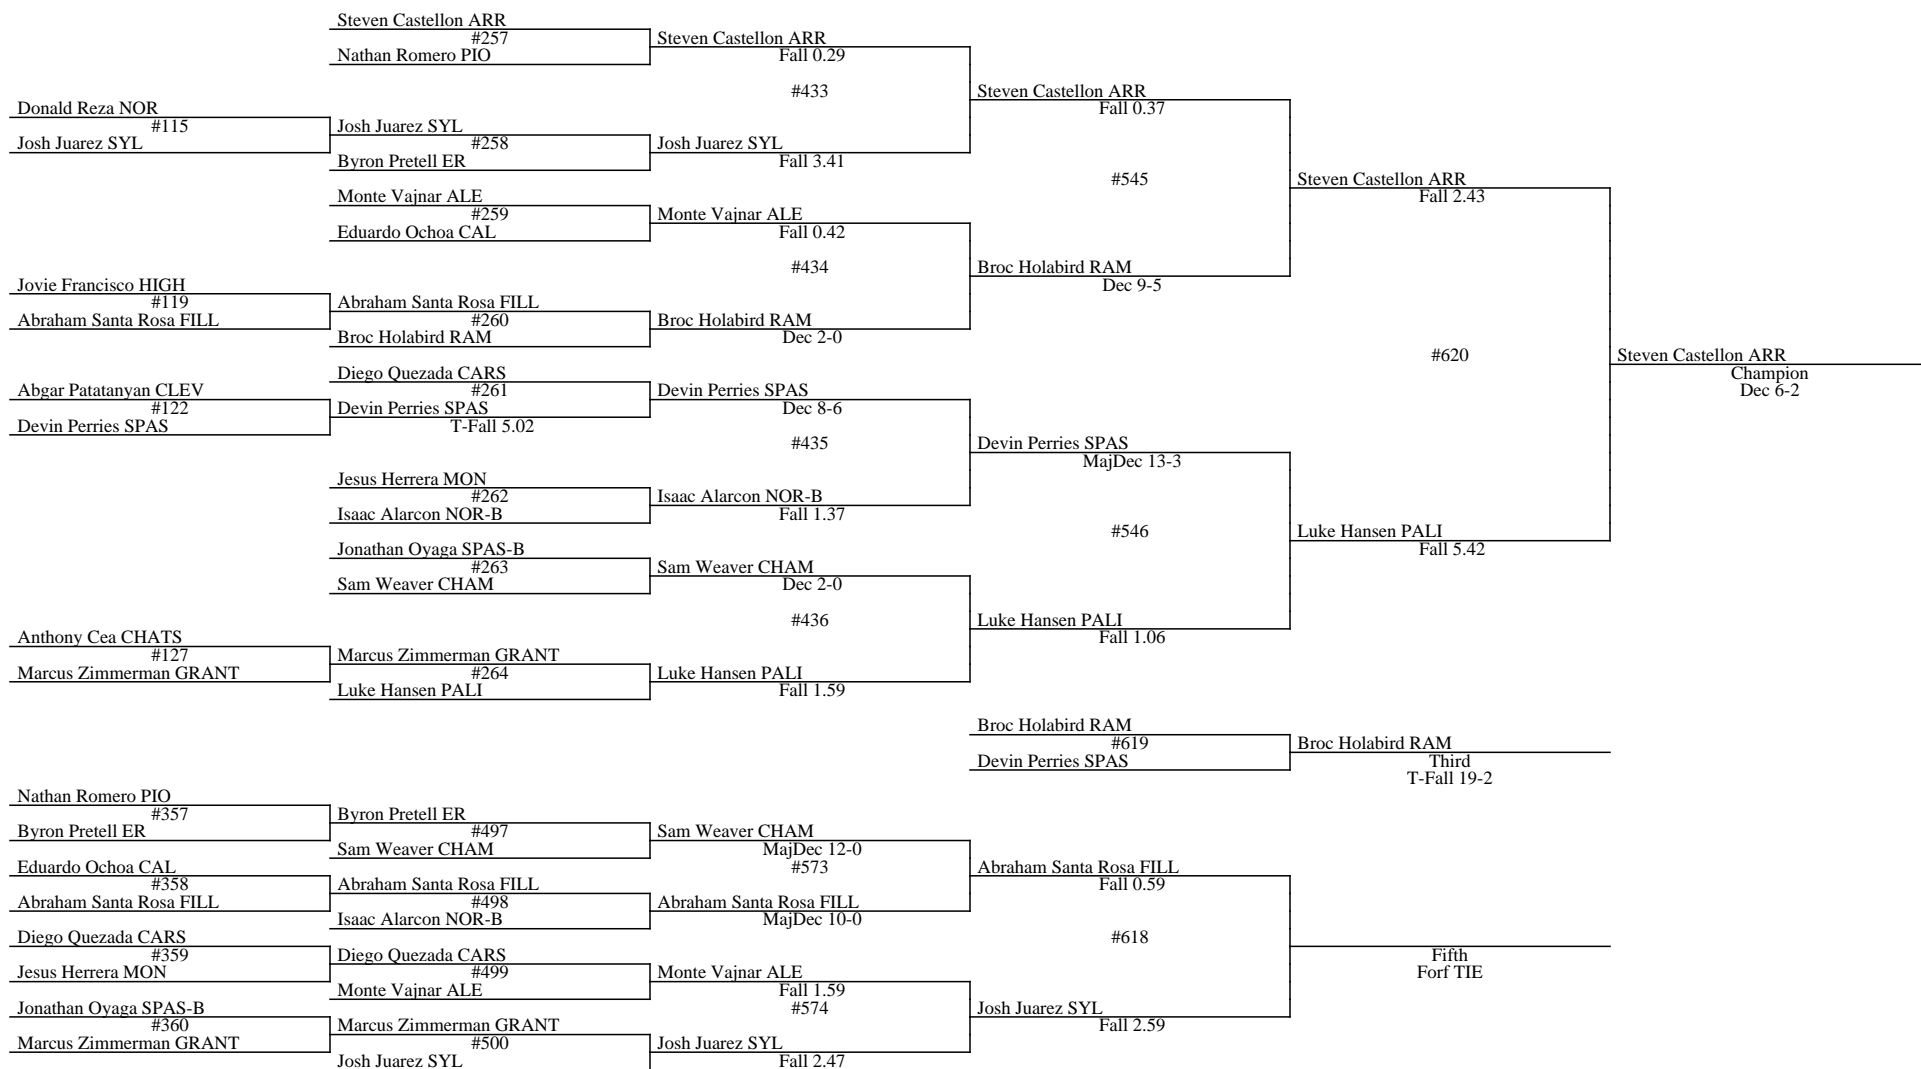 Steven Castellon ARR
#257
Nathan Romero PIO
Steven Castellon ARR
Fall 0.29
#433
Donald Reza NOR
#115
Josh Juarez SYL
Josh Juarez SYL
#258
Byron Pretell ER
Josh Juarez SYL
Fall 3.41
Steven Castellon ARR
Fall 0.37
#545
Monte Vajnar ALE
#259
Eduardo Ochoa CAL
Monte Vajnar ALE
Fall 0.42
#434
Jovie Francisco HIGH
#119
Abraham Santa Rosa FILL
Abraham Santa Rosa FILL
#260
Broc Holabird RAM
Broc Holabird RAM
Dec 2-0
Broc Holabird RAM
Dec 9-5
Steven Castellon ARR
Fall 2.43
#620
Steven Castellon ARR
Champion
Dec 6-2
Abgar Patatanyan CLEV
#122
Devin Perries SPAS
Diego Quezada CARS
#261
Devin Perries SPAS
T-Fall 5.02
Devin Perries SPAS
Dec 8-6
#435
Jesus Herrera MON
#262
Isaac Alarcon NOR-B
Isaac Alarcon NOR-B
Fall 1.37
Devin Perries SPAS
MajDec 13-3
#546
Jonathan Oyaga SPAS-B
#263
Sam Weaver CHAM
Sam Weaver CHAM
Dec 2-0
#436
Anthony Cea CHATS
#127
Marcus Zimmerman GRANT
Marcus Zimmerman GRANT
#264
Luke Hansen PALI
Luke Hansen PALI
Fall 1.59
Luke Hansen PALI
Fall 1.06
Luke Hansen PALI
Fall 5.42
Broc Holabird RAM
#619
Devin Perries SPAS
Broc Holabird RAM
Third
T-Fall 19-2
Nathan Romero PIO
#357
Byron Pretell ER
Byron Pretell ER
#497
Sam Weaver CHAM
Sam Weaver CHAM
MajDec 12-0
#573
Eduardo Ochoa CAL
#358
Abraham Santa Rosa FILL
Abraham Santa Rosa FILL
#498
Isaac Alarcon NOR-B
Abraham Santa Rosa FILL
MajDec 10-0
Abraham Santa Rosa FILL
Fall 0.59
#618
Diego Quezada CARS
#359
Jesus Herrera MON
Diego Quezada CARS
#499
Monte Vajnar ALE
Monte Vajnar ALE
Fall 1.59
#574
Jonathan Oyaga SPAS-B
#360
Marcus Zimmerman GRANT
Marcus Zimmerman GRANT
#500
Josh Juarez SYL
Josh Juarez SYL
Fall 2.47
Josh Juarez SYL
Fall 2.59
Fifth
Forf TIE